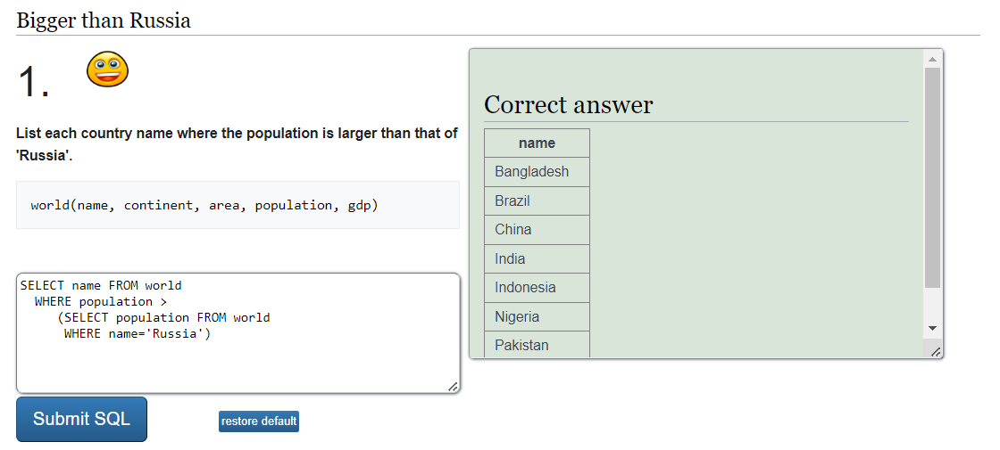 Bigger than Russia
1.
List each country name where the population is larger than that of
'Russia'.
world(name, continent, area, population, gdp)
SELECT name FROM world
WHERE population >
(SELECT population FROM world
WHERE name='Russia')
Submit SQL
restore default
Correct answer
name
Bangladesh
Brazil
China
India
Indonesia
Nigeria
Pakistan